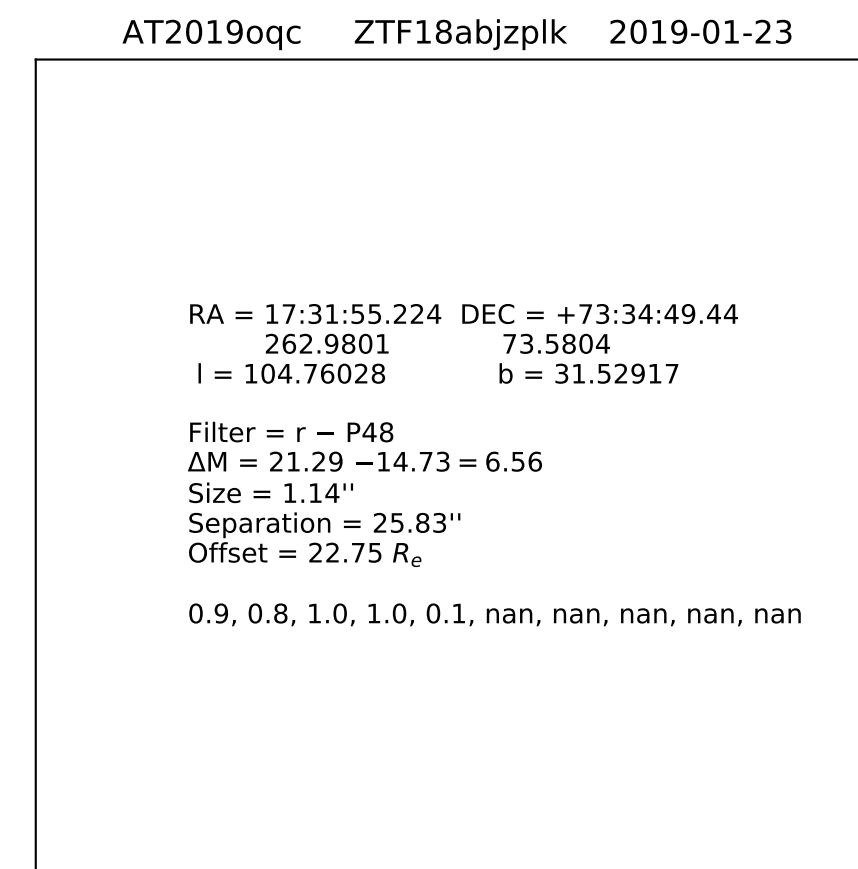 AT2019oqc ZTF18abjzplk 2019-01-23
RA = 17:31:55.224 DEC = +73:34:49.44
262.9801 73.5804
l = 104.76028 b = 31.52917
Filter = r − P48
ΔM = 21.29 −14.73 = 6.56
Size = 1.14''
Separation = 25.83''
Offset = 22.75 Rₑ
0.9, 0.8, 1.0, 1.0, 0.1, nan, nan, nan, nan, nan